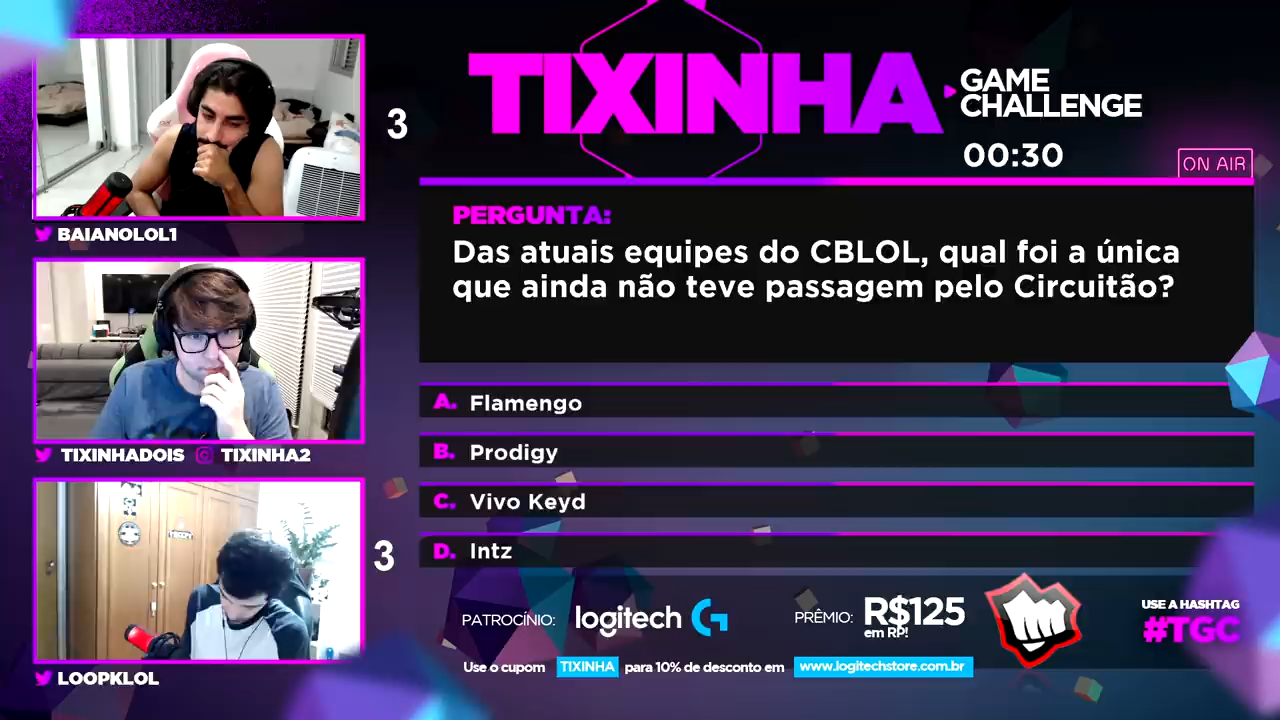 TIXINHA
GAME
CHALLENGE
00:30
ON AIR
3
BAIANOLOL1
TIXINHADOIS TIXINHA2
3
LOOPKLOL
PERGUNTA:
Das atuais equipes do CBLOL, qual foi a única
que ainda não teve passagem pelo Circuitão?
A. Flamengo
B. Prodigy
C. Vivo Keyd
D. Intz
PATROCÍNIO: logitech G
PRÊMIO: R$125
em RP!
USE A HASHTAG
#TGC
Use o cupom TIXINHA para 10% de desconto em www.logitechstore.com.br